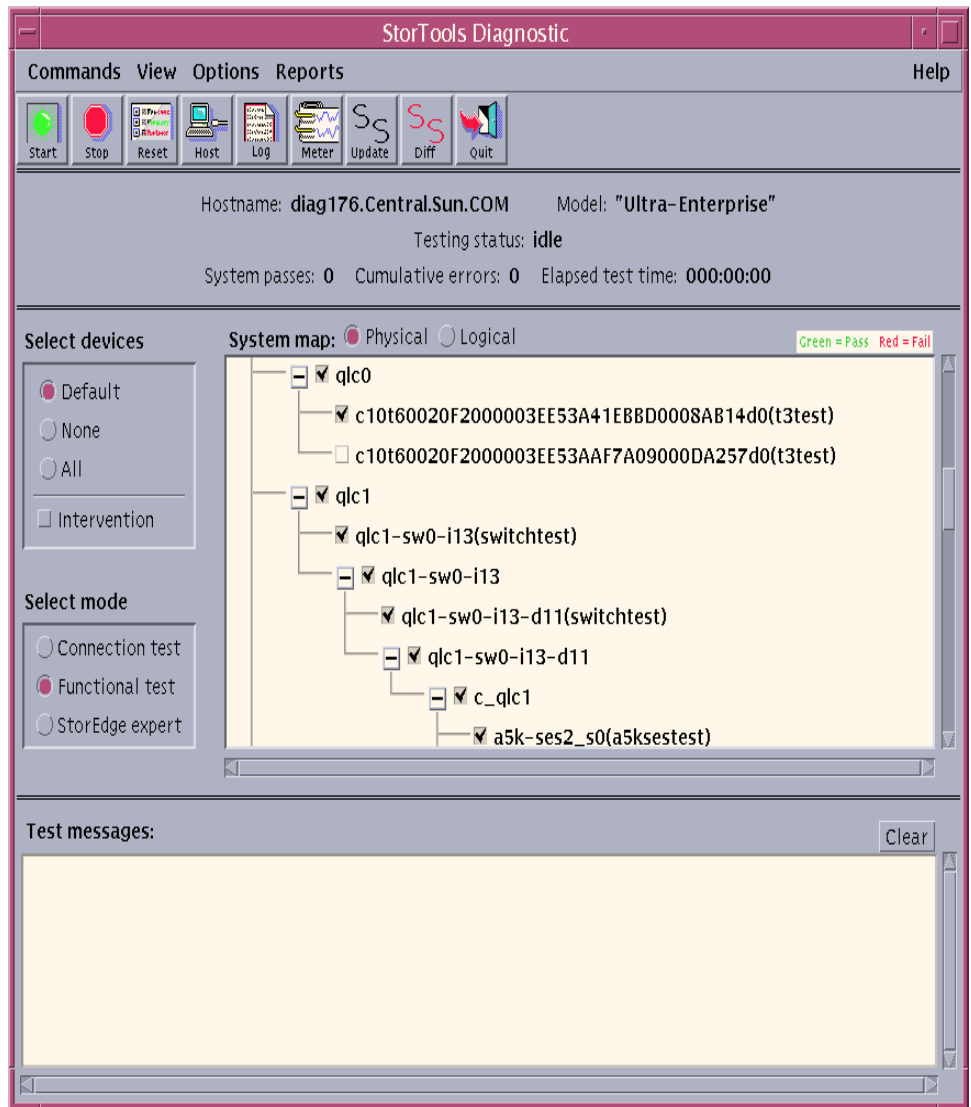 StorTools Diagnostic
Commands View Options Reports Help
Start Stop Reset Host Log Meter Update Diff Quit
Hostname: diag176.Central.Sun.COM Model: "Ultra-Enterprise"
Testing status: idle
System passes: 0 Cumulative errors: 0 Elapsed test time: 000:00:00
Select devices
Default
None
All
Intervention
Select mode
Connection test
Functional test
StorEdge expert
System map: Physical Logical
Green = Pass Red = Fail
qlc0
c10t60020F2000003EE53A41EBBD0008AB14d0(t3test)
c10t60020F2000003EE53AAF7A09000DA257d0(t3test)
qlc1
qlc1-sw0-i13(switchtest)
qlc1-sw0-i13
qlc1-sw0-i13-d11(switchtest)
qlc1-sw0-i13-d11
c_qlc1
a5k-ses2_s0(a5ksestest)
Test messages: Clear